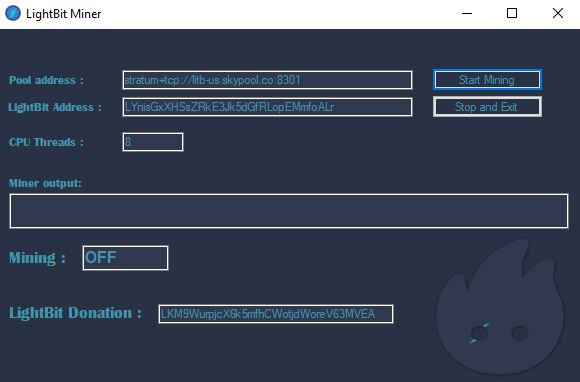 LightBit Miner
Pool address : stratum+tcp://litb-us.skypool.co:8301 Start Mining
LightBit Address : LYnisGxXHSsZRkE3Jk5dGfRLopEMmfoALr Stop and Exit
CPU Threads : 8
Miner output:
Mining : OFF
LightBit Donation : LKM9WurpjcX6k5mfhCWotjdWoreV63MVEA